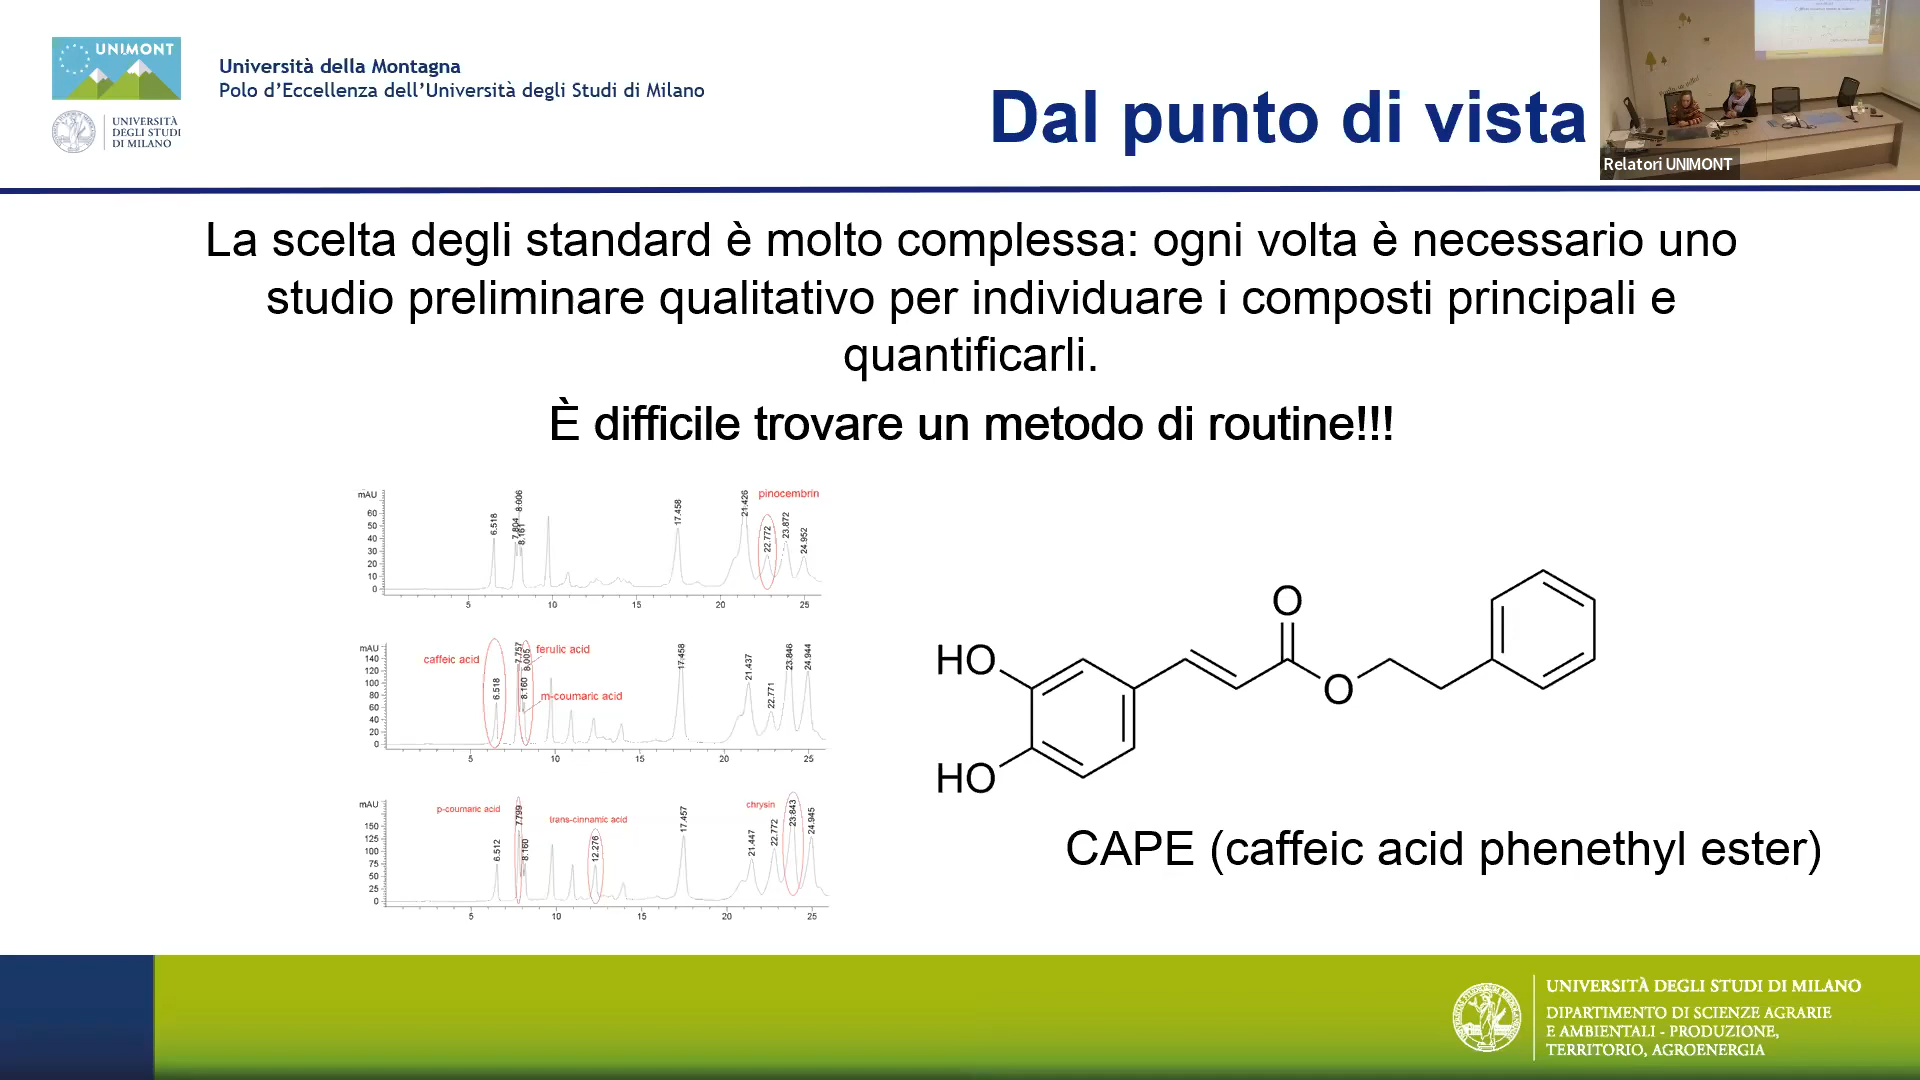 UNIMONT
UNIVERSITÀ
DEGLI STUDI
DI MILANO
Università della Montagna
Polo d'Eccellenza dell'Università degli Studi di Milano
Dal punto di vista
Relatori UNIMONT
La scelta degli standard è molto complessa: ogni volta è necessario uno
studio preliminare qualitativo per individuare i composti principali e
quantificarli.
È difficile trovare un metodo di routine!!!
mAU
60
50
40
30
20
10
0
6.518
7.804
8.006
8.161
17.458
21.426
pinocembrin
22.772
23.872
24.952
5 10 15 20 25
mAU
140
120
100
80
60
40
20
0
caffeic acid
6.518
7.757
8.005
8.160
ferulic acid
m-coumaric acid
17.458
21.437
22.771
23.846
24.944
5 10 15 20 25
mAU
150
125
100
75
50
25
0
p-coumaric acid
6.512
7.799
8.160
trans-cinnamic acid
12.276
17.457
chrysin
21.447
22.772
23.843
24.945
5 10 15 20 25
O
HO
O
HO
CAPE (caffeic acid phenethyl ester)
UNIVERSITÀ DEGLI STUDI DI MILANO
DIPARTIMENTO DI SCIENZE AGRARIE
E AMBIENTALI - PRODUZIONE,
TERRITORIO, AGROENERGIA